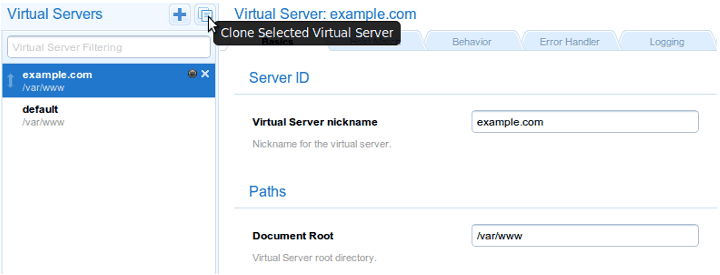 Virtual Servers
Virtual Server: example.com
Clone Selected Virtual Server
Virtual Server Filtering
Basics
Behavior
Error Handler
Logging
example.com
/var/www
default
/var/www
Server ID
Virtual Server nickname
example.com
Nickname for the virtual server.
Paths
Document Root
/var/www
Virtual Server root directory.